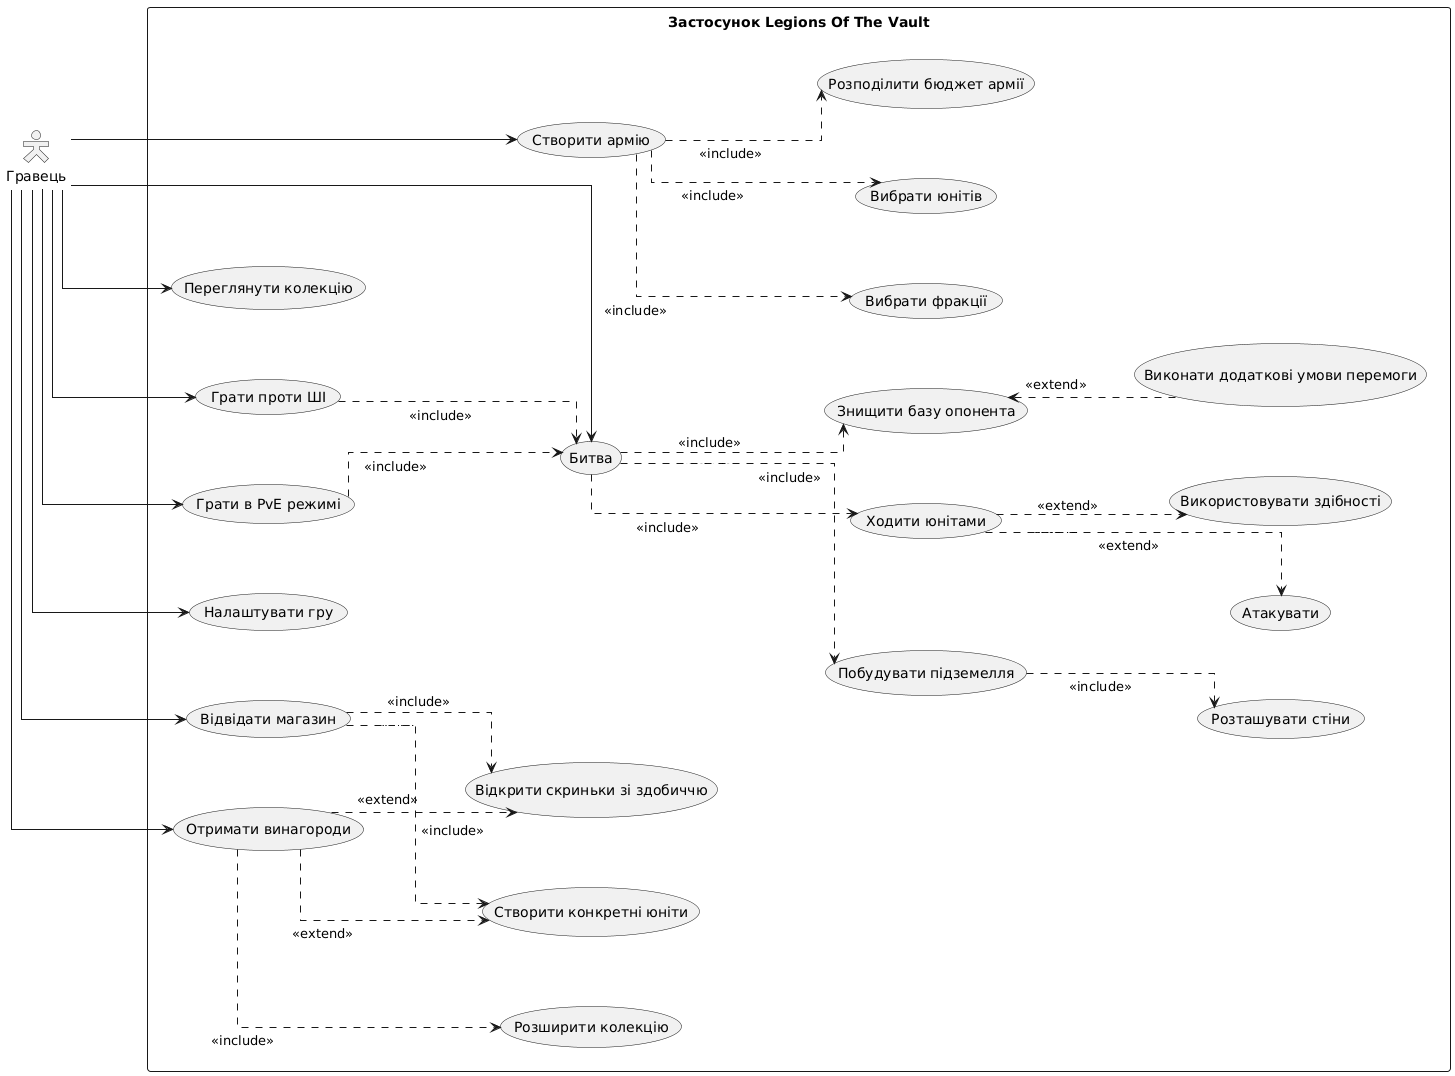 Застосунок Legions Of The Vault
Розподілити бюджет армії
Створити армію
«include»
Гравець
«include»
Вибрати юнітів
Переглянути колекцію
Вибрати фракції
«include»
Виконати додаткові умови перемоги
«extend»
Грати проти ШІ
«include»
Знищити базу опонента
Битва
«include»
«include»
«include»
Грати в PvE режимі
Використовувати здібності
«extend»
Ходити юнітами
«include»
«extend»
Налаштувати гру
Атакувати
Побудувати підземелля
«include»
«include»
Відвідати магазин
Розташувати стіни
Відкрити скриньки зі здобиччю
«extend»
Отримати винагороди
«include»
Створити конкретні юніти
«extend»
Розширити колекцію
«include»